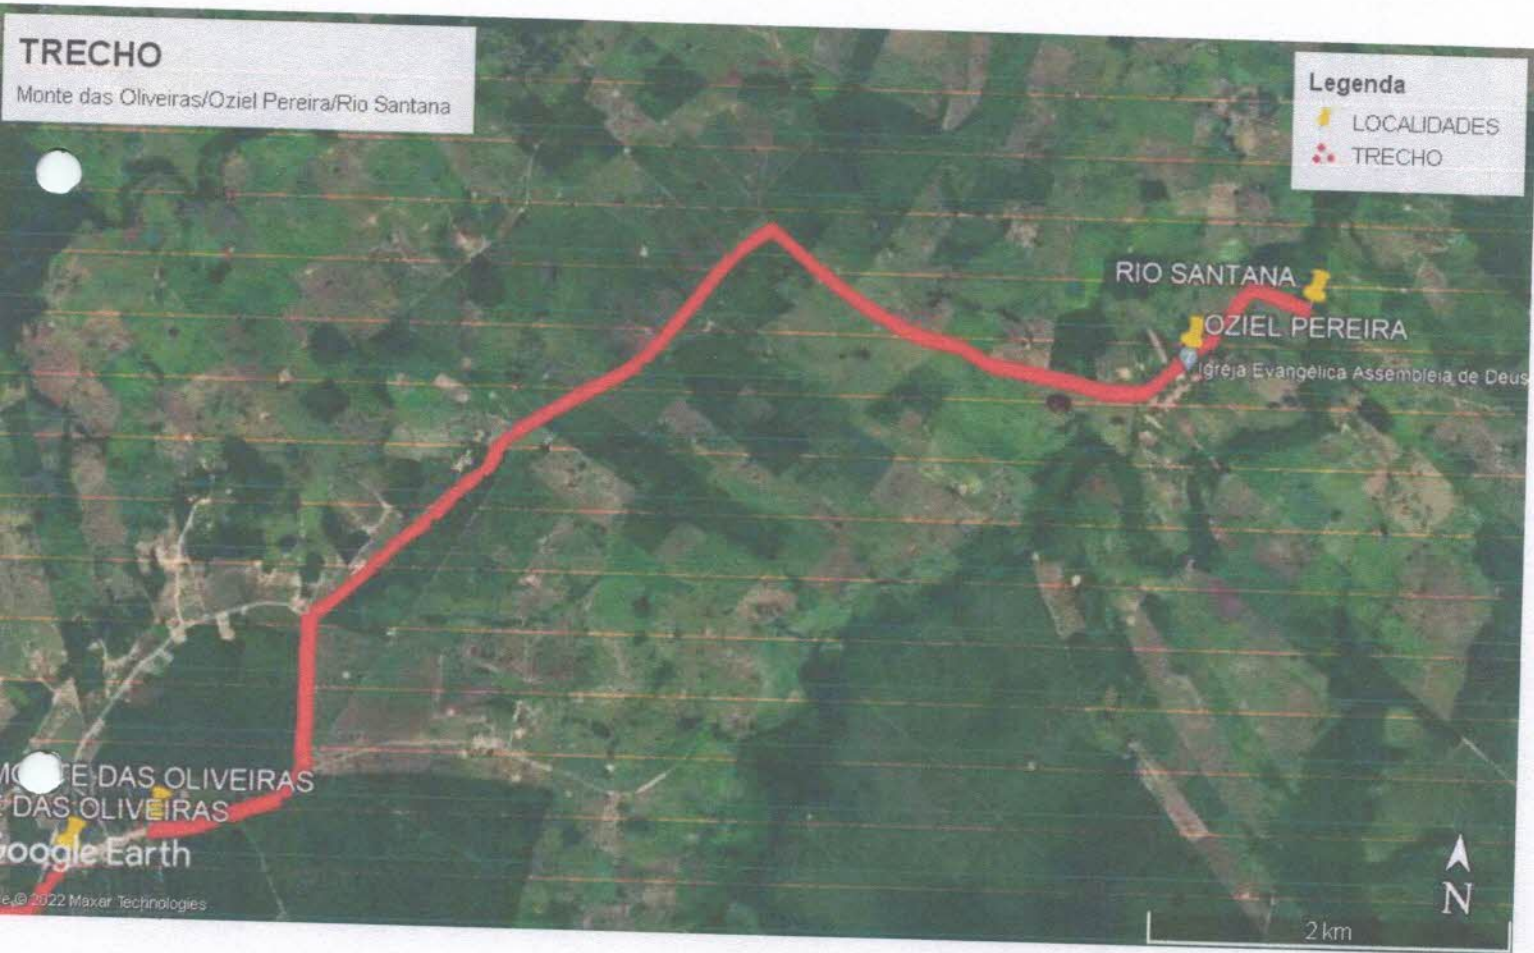 TRECHO
Monte das Oliveiras/Oziel Pereira/Rio Santana
Legenda
LOCALIDADES
TRECHO
RIO SANTANA
OZIEL PEREIRA
Igreja Evangélica Assembleia de Deus
DAS OLIVEIRAS
DAS OLIVEIRAS
Google Earth
© 2022 Maxar Technologies
N
2 km